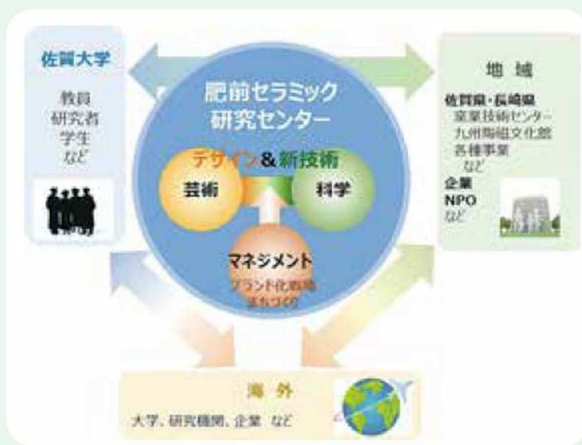 佐賀大学
教員
研究者
学生
など
肥前セラミック
研究センター
デザイン&新技術
芸術
科学
マネジメント
ブランド化戦略
まちづくり
地 域
佐賀県・長崎県
窯業技術センター
九州陶磁文化館
各種事業
など
企業
NPO
など
海 外
大学、研究機関、企業 など